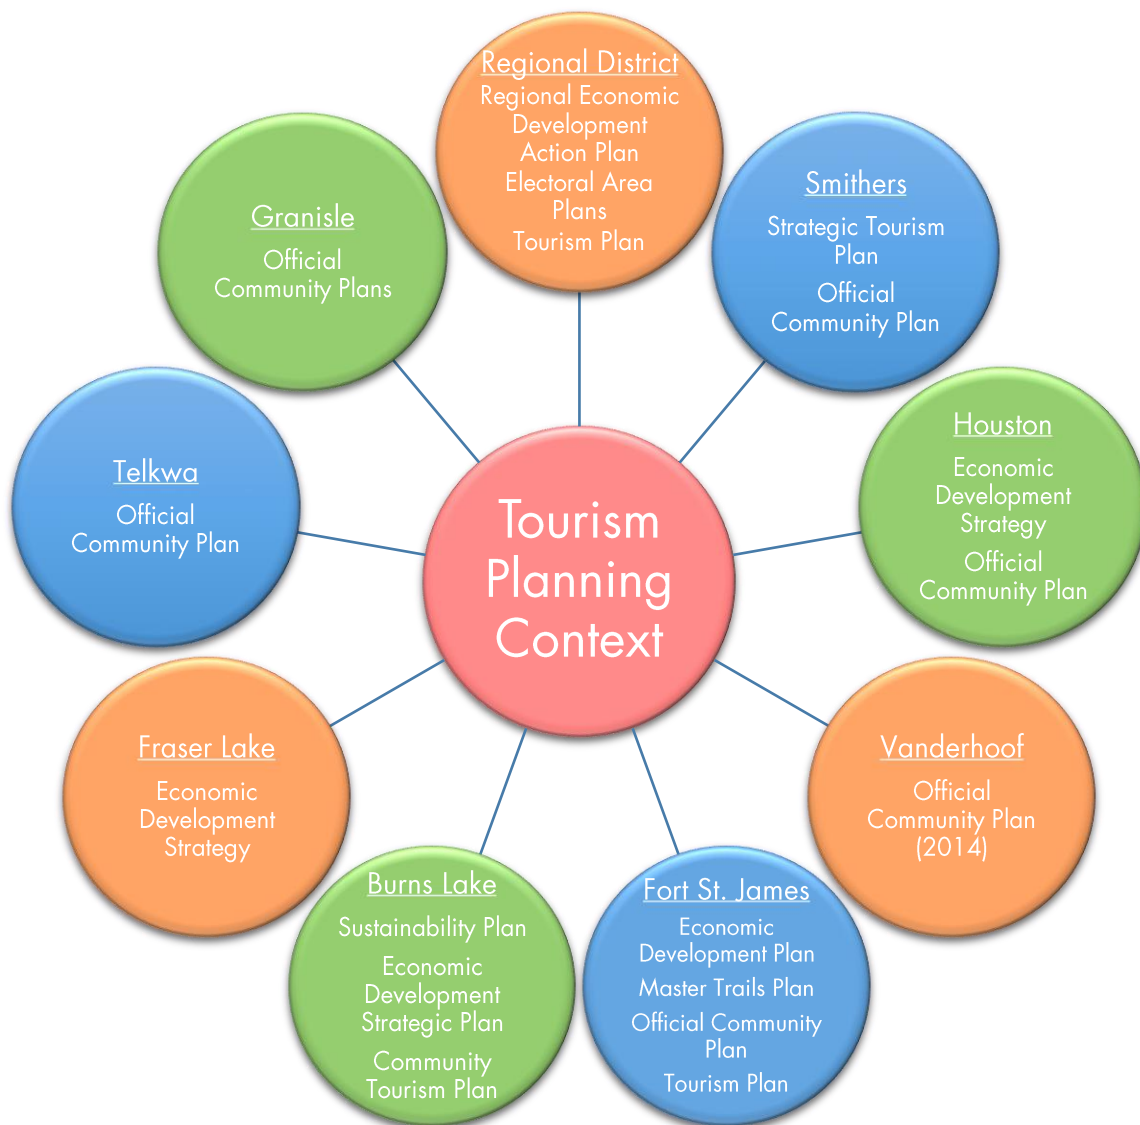 Regional District
Regional Economic
Development
Action Plan
Electoral Area
Plans
Tourism Plan
Smithers
Strategic Tourism
Plan
Official
Community Plan
Houston
Economic
Development
Strategy
Official
Community Plan
Vanderhoof
Official
Community Plan
(2014)
Fort St. James
Economic
Development Plan
Master Trails Plan
Official Community
Plan
Tourism Plan
Burns Lake
Sustainability Plan
Economic
Development
Strategic Plan
Community
Tourism Plan
Fraser Lake
Economic
Development
Strategy
Telkwa
Official
Community Plan
Granisle
Official
Community Plans
Tourism
Planning
Context